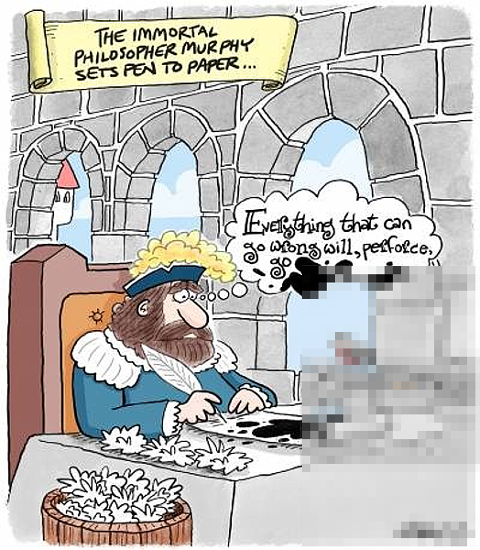 THE IMMORTAL
PHILOSOPHER MURPHY
SETS PEN TO PAPER...
Everything that can
go wrong will, perforce,
go